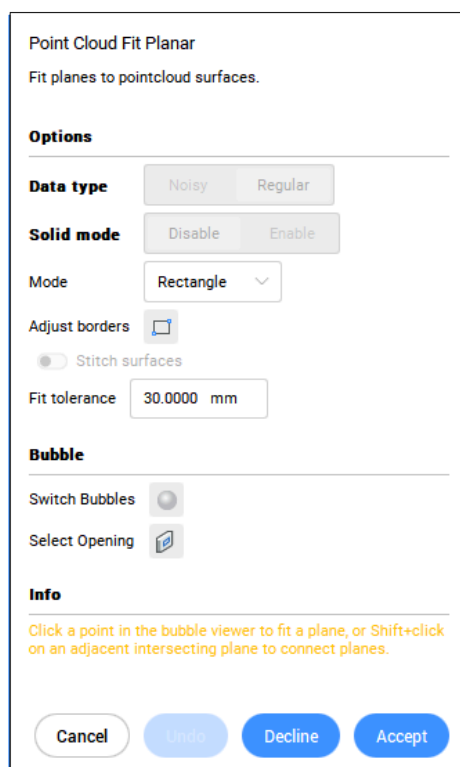 Point Cloud Fit Planar
Fit planes to pointcloud surfaces.
Options
Data type Noisy Regular
Solid mode Disable Enable
Mode Rectangle
Adjust borders
Stitch surfaces
Fit tolerance 30.0000 mm
Bubble
Switch Bubbles
Select Opening
Info
Click a point in the bubble viewer to fit a plane, or Shift+click
on an adjacent intersecting plane to connect planes.
Cancel Undo Decline Accept